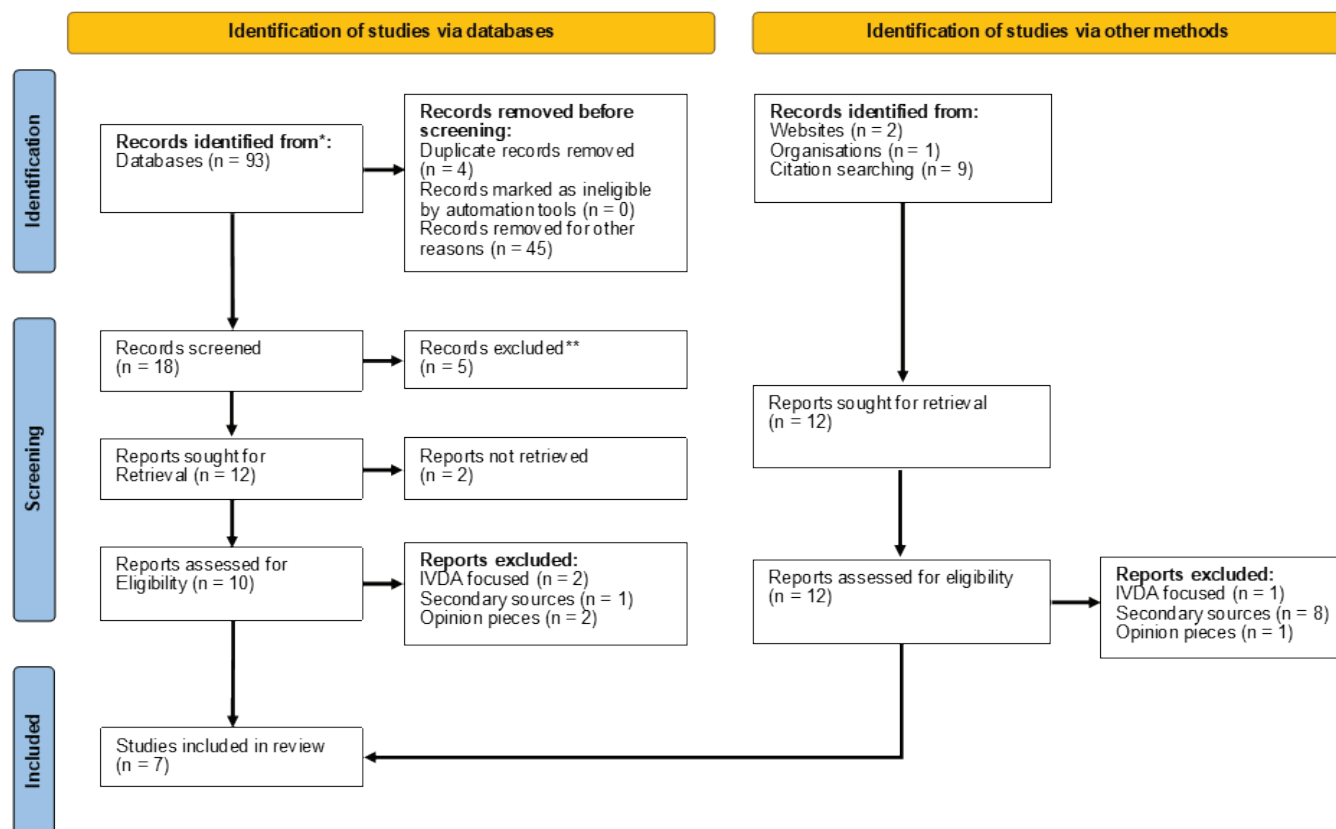 Identification of studies via databases
Identification of studies via other methods
Identification
Records identified from*:
Databases (n = 93)
Records removed before
screening:
Duplicate records removed
(n = 4)
Records marked as ineligible
by automation tools (n = 0)
Records removed for other
reasons (n = 45)
Records identified from:
Websites (n = 2)
Organisations (n = 1)
Citation searching (n = 9)
Screening
Records screened
(n = 18)
Records excluded**
(n = 5)
Reports sought for
Retrieval (n = 12)
Reports not retrieved
(n = 2)
Reports sought for retrieval
(n = 12)
Reports assessed for
Eligibility (n = 10)
Reports excluded:
IVDA focused (n = 2)
Secondary sources (n = 1)
Opinion pieces (n = 2)
Reports assessed for eligibility
(n = 12)
Reports excluded:
IVDA focused (n = 1)
Secondary sources (n = 8)
Opinion pieces (n = 1)
Included
Studies included in review
(n = 7)